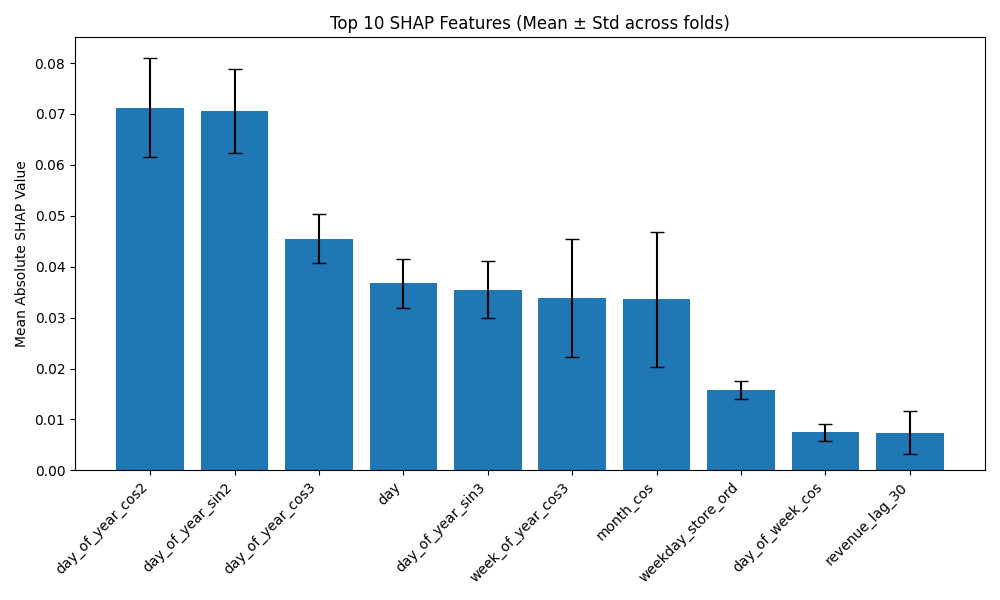 Top 10 SHAP Features (Mean ± Std across folds)
Mean Absolute SHAP Value
0.08
0.07
0.06
0.05
0.04
0.03
0.02
0.01
0.00
day_of_year_cos2
day_of_year_sin2
day_of_year_cos3
day
day_of_year_sin3
week_of_year_cos3
month_cos
weekday_store_ord
day_of_week_cos
revenue_lag_30